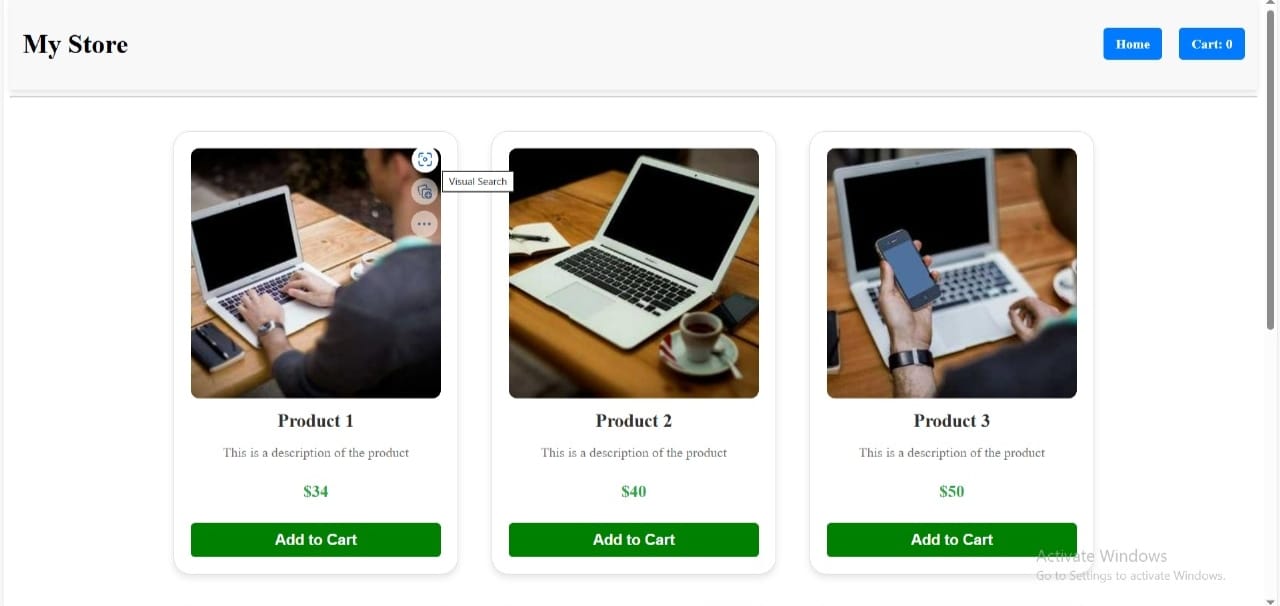 My Store
Home
Cart: 0
Visual Search
Product 1
This is a description of the product
$34
Add to Cart
Product 2
This is a description of the product
$40
Add to Cart
Product 3
This is a description of the product
$50
Add to Cart
Activate Windows
Go to Settings to activate Windows.